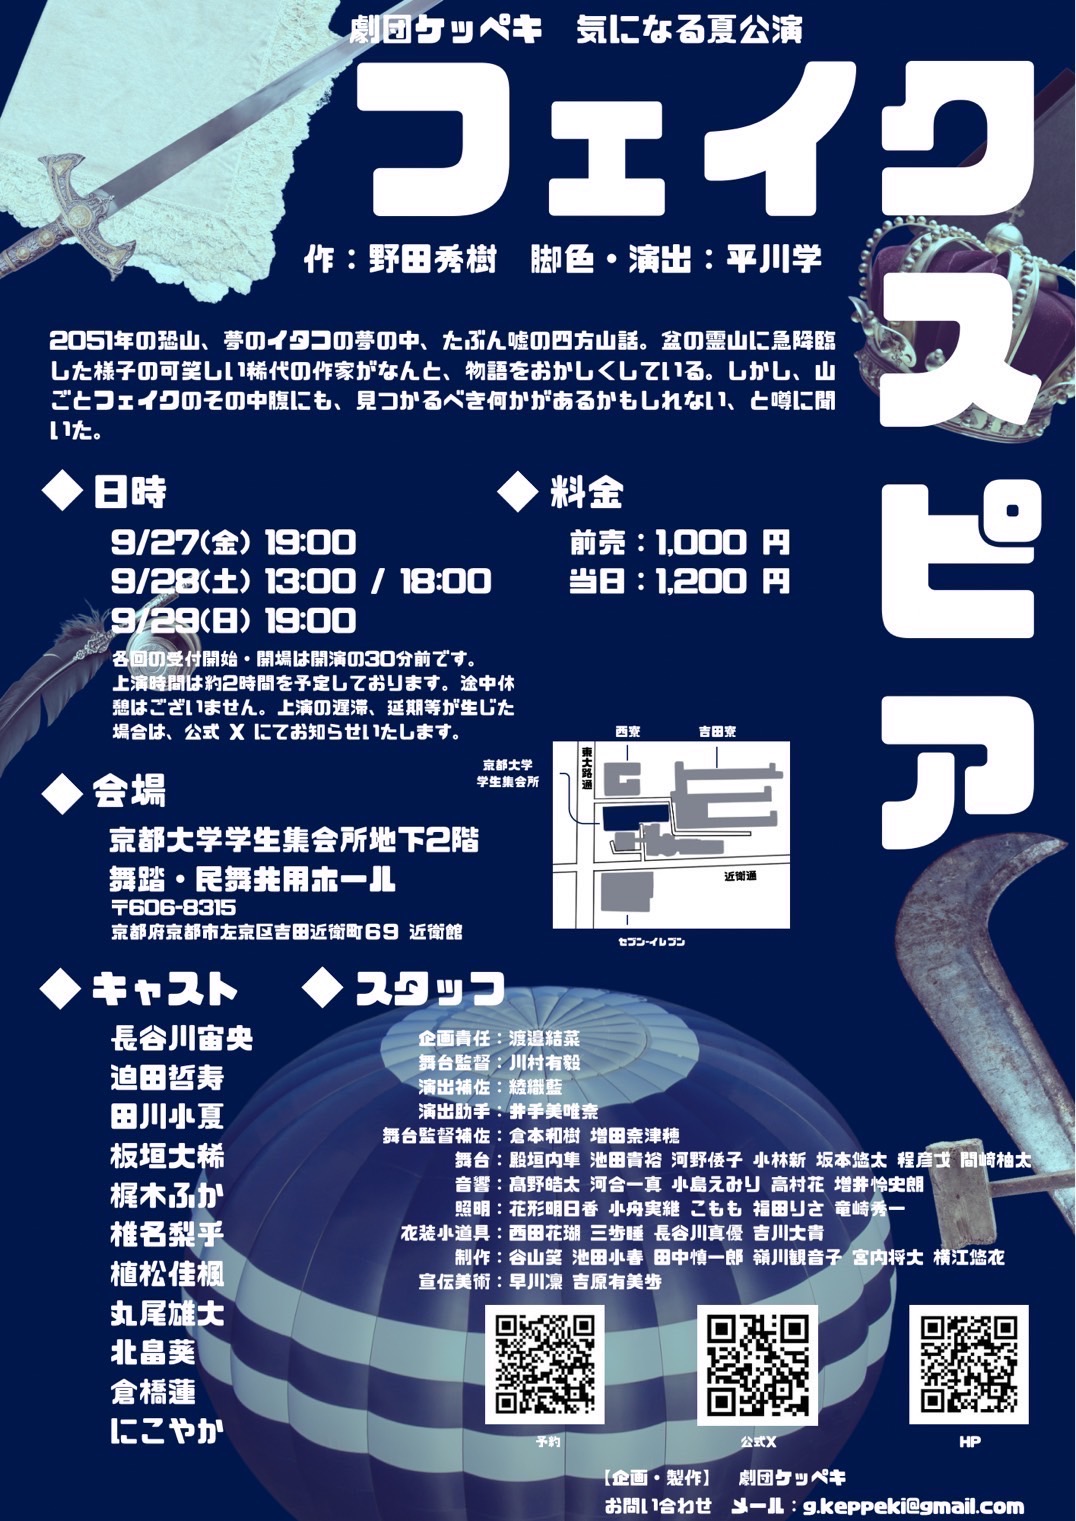 劇団ケッペキ　気になる夏公演
フェイクスピア
作：野田秀樹　脚色・演出：平川学
2051年の恐山、夢のイタコの夢の中、たぶん嘘の四方山話。盆の霊山に急降臨
した様子の可笑しい稀代の作家がなんと、物語をおかしくしている。しかし、山
ごとフェイクのその中腹にも、見つかるべき何かがあるかもしれない、と噂に聞
いた。
◆日時
9/27(金) 19:00
9/28(土) 13:00 / 18:00
9/29(日) 19:00
各回の受付開始・開場は開演の30分前です。
上演時間は約2時間を予定しております。途中休
憩はございません。上演の遅滞、延期等が生じた
場合は、公式 X にてお知らせいたします。
◆料金
前売：1,000 円
当日：1,200 円
◆会場
京都大学学生集会所地下2階
舞踏・民舞共用ホール
〒606-8315
京都府京都市左京区吉田近衛町69 近衛館
西寮
吉田寮
京都大学
学生集会所
東大路通
近衛通
セブン-イレブン
◆キャスト
長谷川宙央
迫田哲寿
田川小夏
板垣大稀
梶木ふか
椎名梨乎
植松佳楓
丸尾雄大
北畠葵
倉橋蓮
にこやか
◆スタッフ
企画責任：渡邉結菜
舞台監督：川村有毅
演出補佐：綾織藍
演出助手：井手美唯奈
舞台監督補佐：倉本和樹 増田奈津穂
舞台：殿垣内隼 池田貴裕 河野倭子 小林新 坂本悠太 程彦戈 間崎柚太
音響：髙野皓太 河合一真 小島えみり 高村花 増井怜史朗
照明：花形明日香 小舟実継 こもも 福田りさ 竜崎秀一
衣装小道具：西田花瑚 三歩睡 長谷川真優 吉川大貴
制作：谷山笑 池田小春 田中慎一郎 嶺川観音子 宮内将大 横江悠衣
宣伝美術：早川凛 吉原有美歩
予約
公式X
HP
【企画・製作】　劇団ケッペキ
お問い合わせ　メール：g.keppeki@gmail.com